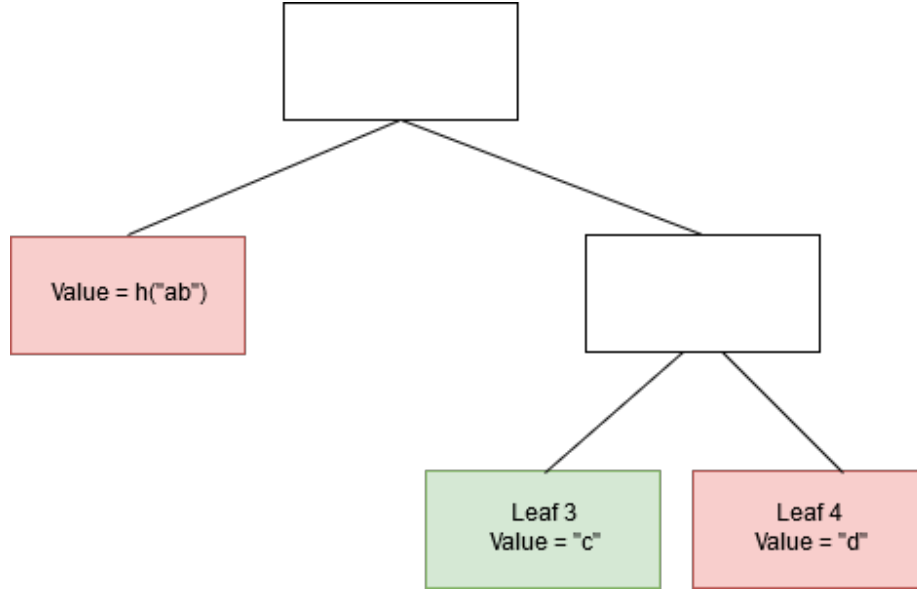 Value = h("ab")
Leaf 3
Value = "c"
Leaf 4
Value = "d"